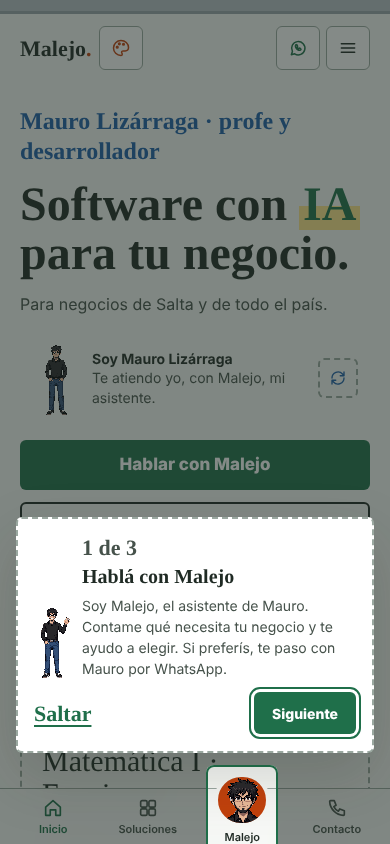 Malejo.
Mauro Lizárraga · profe y
desarrollador
Software con IA
para tu negocio.
Para negocios de Salta y de todo el país.
Soy Mauro Lizárraga
Te atiendo yo, con Malejo, mi
asistente.
Hablar con Malejo
1 de 3
Hablá con Malejo
Soy Malejo, el asistente de Mauro.
Contame qué necesita tu negocio y te
ayudo a elegir. Si preferís, te paso con
Mauro por WhatsApp.
Saltar
Siguiente
Matemática I ·
Inicio
Soluciones
Malejo
Contacto